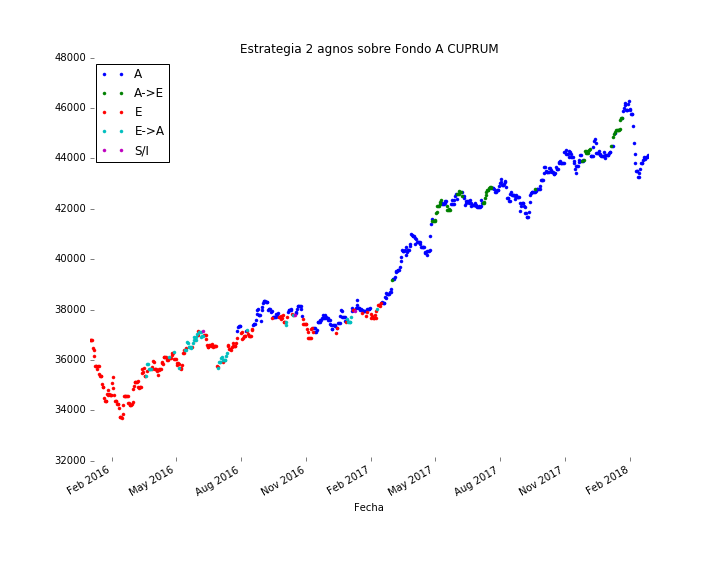 Estrategia 2 agnos sobre Fondo A CUPRUM
48000
46000
44000
42000
40000
38000
36000
34000
32000
A
A->E
E
E->A
S/I
Feb 2016
May 2016
Aug 2016
Nov 2016
Feb 2017
May 2017
Aug 2017
Nov 2017
Feb 2018
Fecha